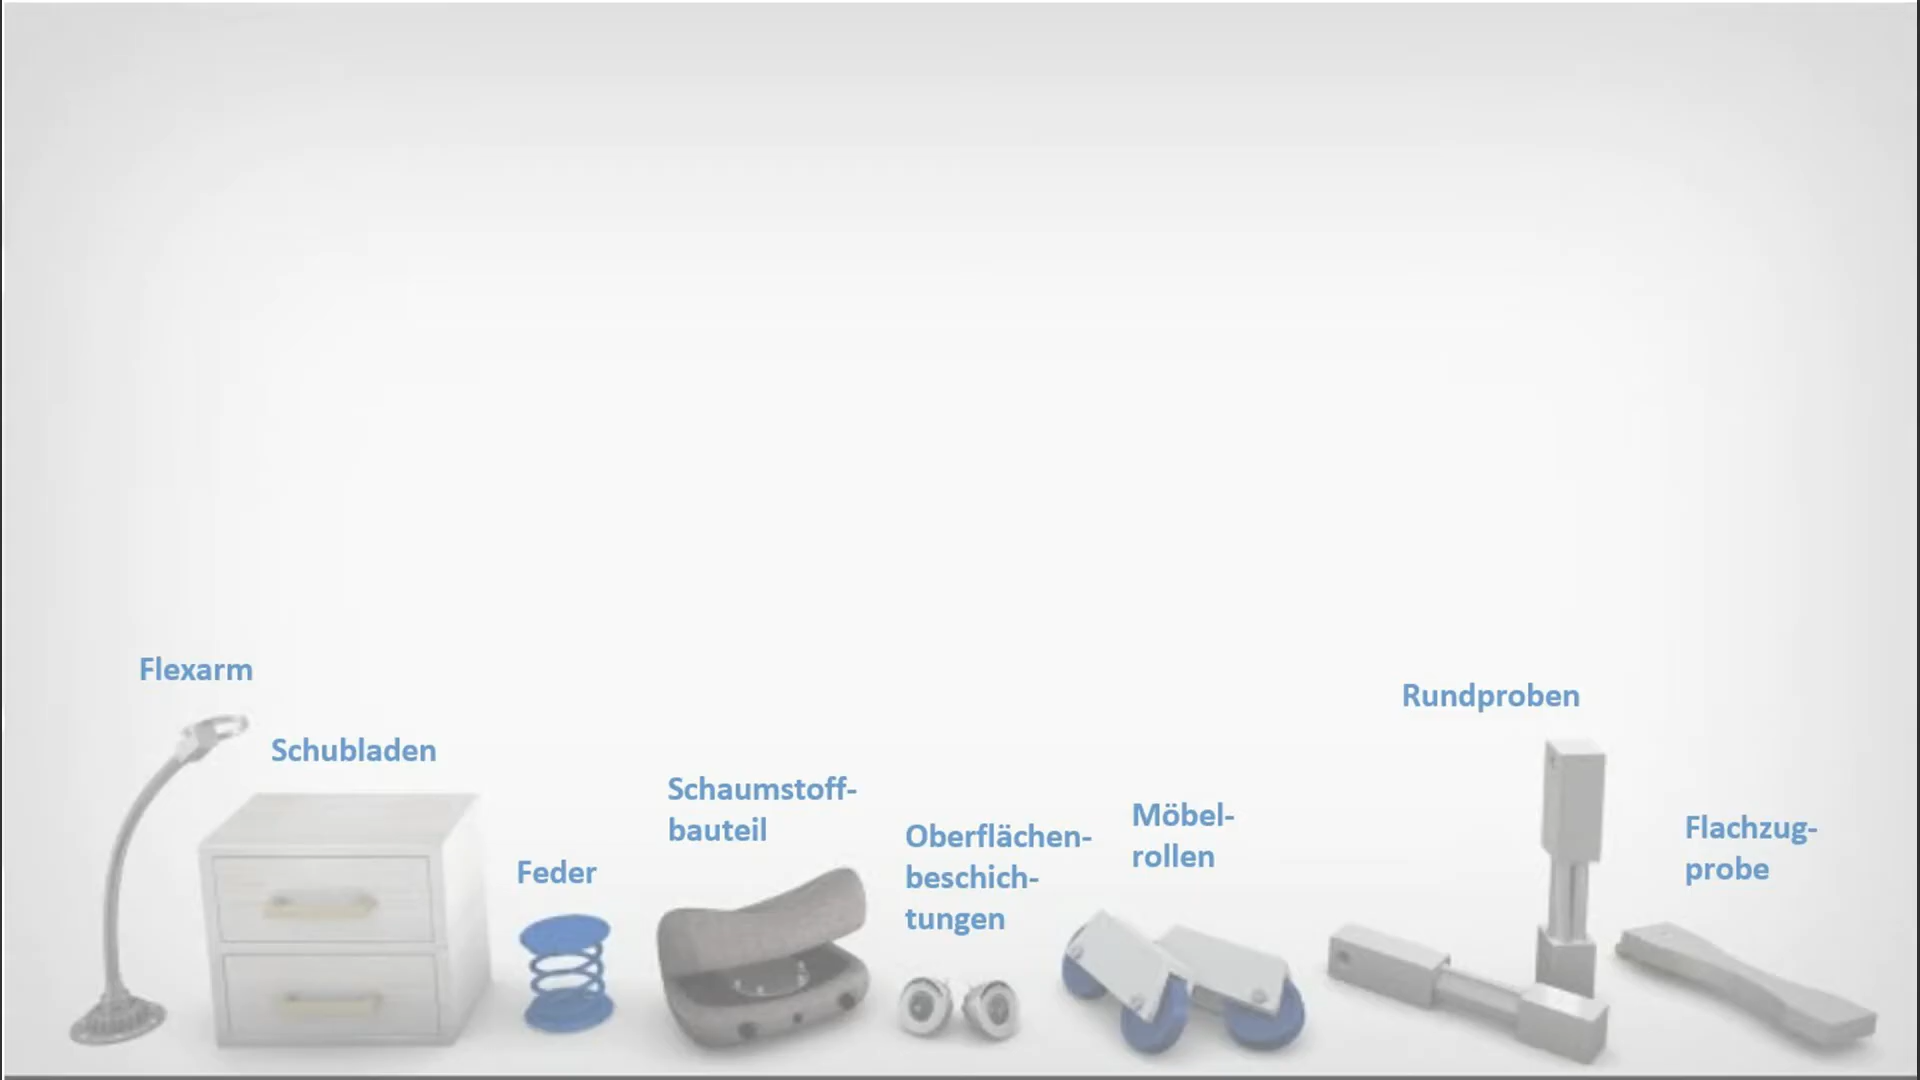 Flexarm
Schubladen
Feder
Schaumstoff-
bauteil
Oberflächen-
beschich-
tungen
Möbel-
rollen
Rundproben
Flachzug-
probe